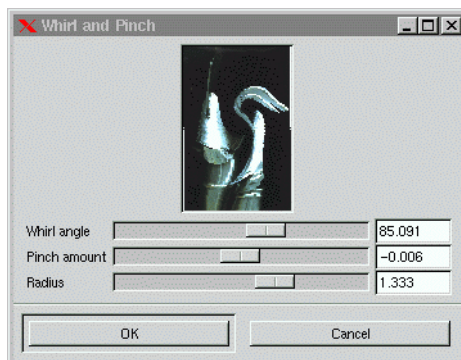 Whirl and Pinch
Whirl angle 85.091
Pinch amount -0.006
Radius 1.333
OK Cancel